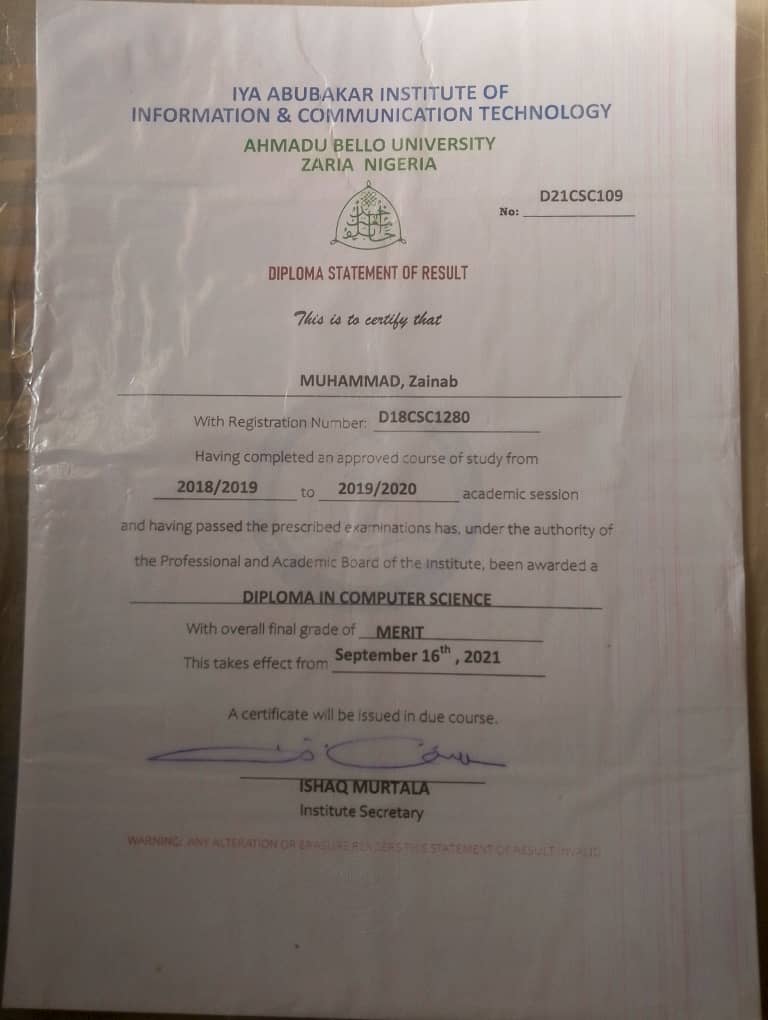 IYA ABUBAKAR INSTITUTE OF
INFORMATION & COMMUNICATION TECHNOLOGY
AHMADU BELLO UNIVERSITY
ZARIA NIGERIA
D21CSC109
No:
DIPLOMA STATEMENT OF RESULT
This is to certify that
MUHAMMAD, Zainab
With Registration Number: D18CSC1280
Having completed an approved course of study from
2018/2019 to 2019/2020 academic session
and having passed the prescribed examinations has, under the authority of
the Professional and Academic Board of the Institute, been awarded a
DIPLOMA IN COMPUTER SCIENCE
With overall final grade of MERIT
This takes effect from September 16th, 2021
A certificate will be issued in due course.
ISHAQ MURTALA
Institute Secretary
WARNING: ANY ALTERATION OR ERASURE RENDERS THIS STATEMENT OF RESULT INVALID